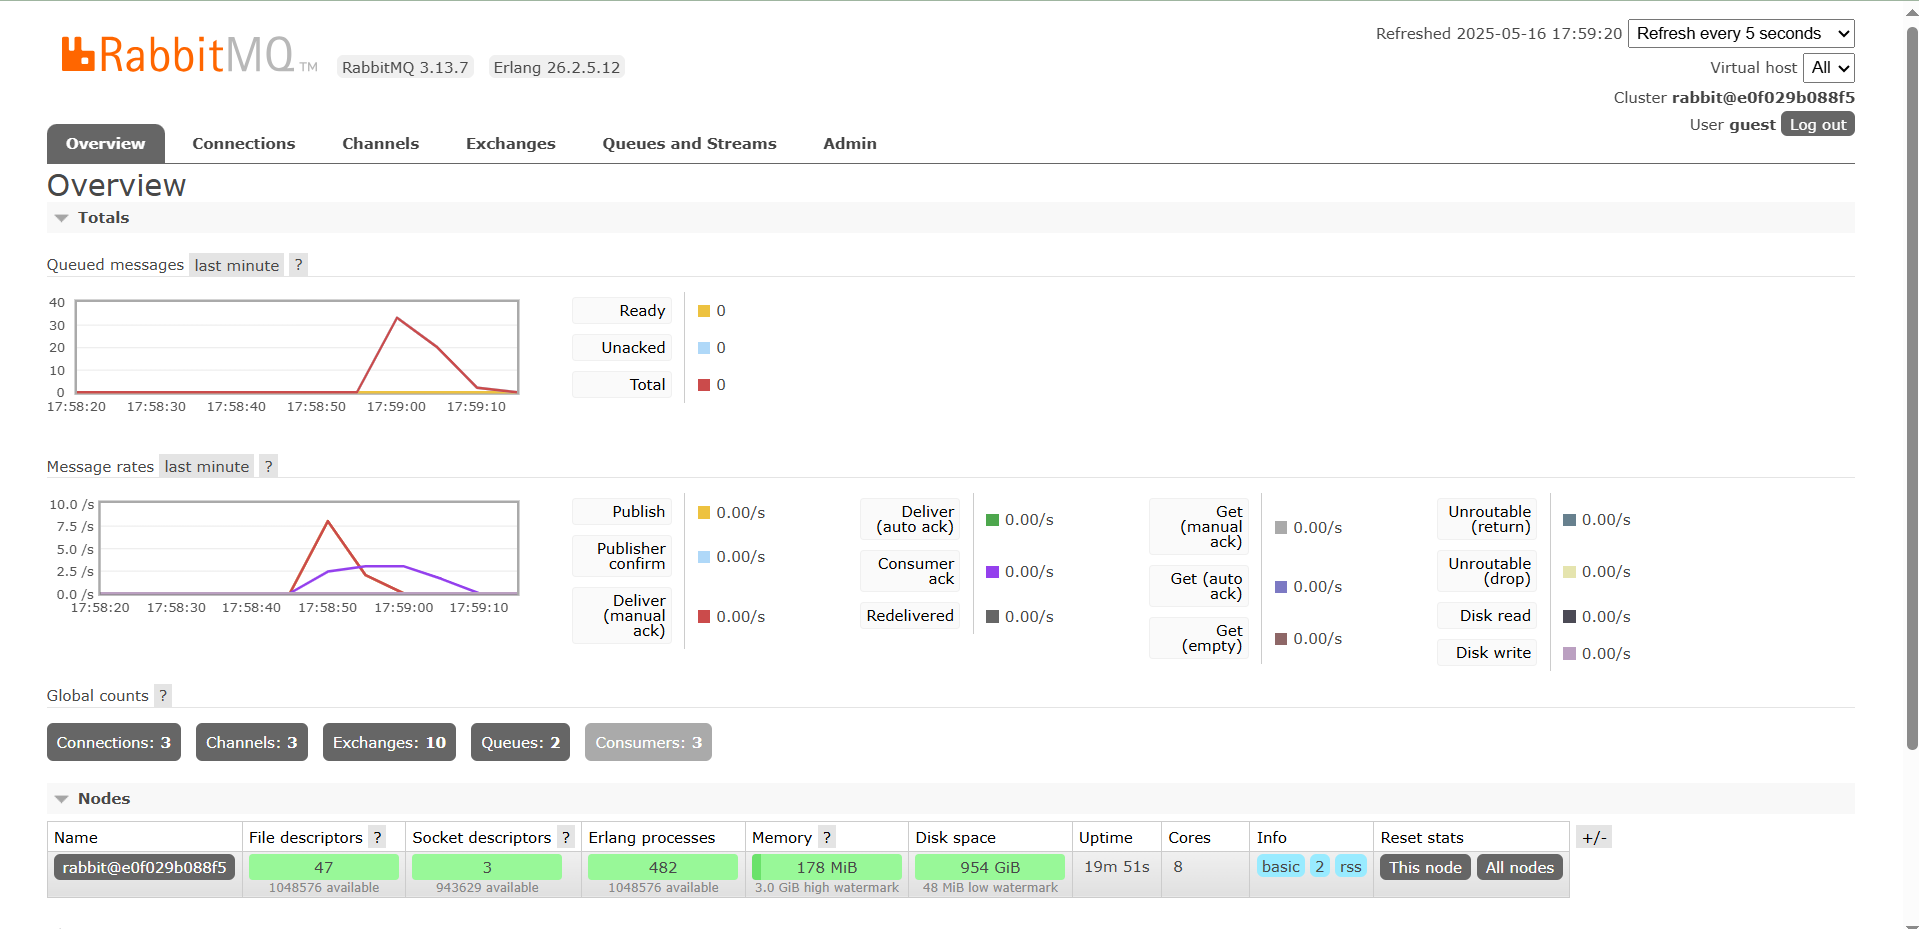 Refreshed 2025-05-16 17:59:20 Refresh every 5 seconds
RabbitMQ TM RabbitMQ 3.13.7 Erlang 26.2.5.12
Virtual host All
Cluster rabbit@e0f029b088f5
User guest Log out
Overview Connections Channels Exchanges Queues and Streams Admin
Overview
Totals
Queued messages last minute ?
40
30
20
10
0
17:58:20 17:58:30 17:58:40 17:58:50 17:59:00 17:59:10
Ready 0
Unacked 0
Total 0
Message rates last minute ?
10.0 /s
7.5 /s
5.0 /s
2.5 /s
0.0 /s
17:58:20 17:58:30 17:58:40 17:58:50 17:59:00 17:59:10
Publish 0.00/s
Publisher
confirm 0.00/s
Deliver
(manual
ack) 0.00/s
Deliver
(auto ack) 0.00/s
Consumer
ack 0.00/s
Redelivered 0.00/s
Get
(manual
ack) 0.00/s
Get (auto
ack) 0.00/s
Get
(empty) 0.00/s
Unroutable
(return) 0.00/s
Unroutable
(drop) 0.00/s
Disk read 0.00/s
Disk write 0.00/s
Global counts ?
Connections: 3 Channels: 3 Exchanges: 10 Queues: 2 Consumers: 3
Nodes
Name File descriptors ? Socket descriptors ? Erlang processes Memory ? Disk space Uptime Cores Info Reset stats +/-
rabbit@e0f029b088f5 47 3 482 178 MiB 954 GiB 19m 51s 8 basic 2 rss This node All nodes
1048576 available 943629 available 1048576 available 3.0 GiB high watermark 48 MiB low watermark